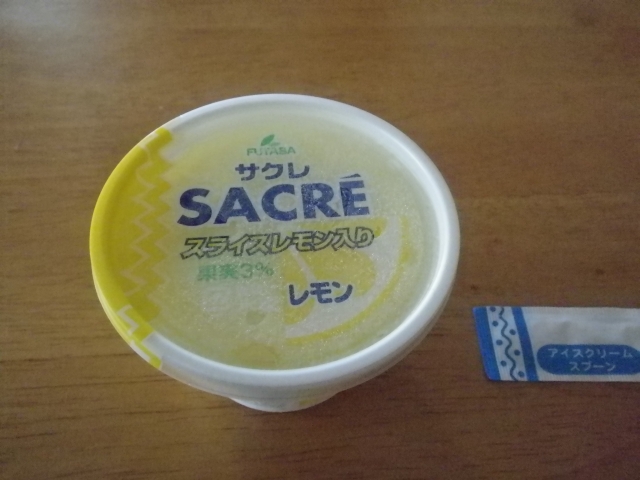 FUTABA
サクレ
SACRÉ
スライスレモン入り
果実3%
レモン
アイスクリーム
スプーン